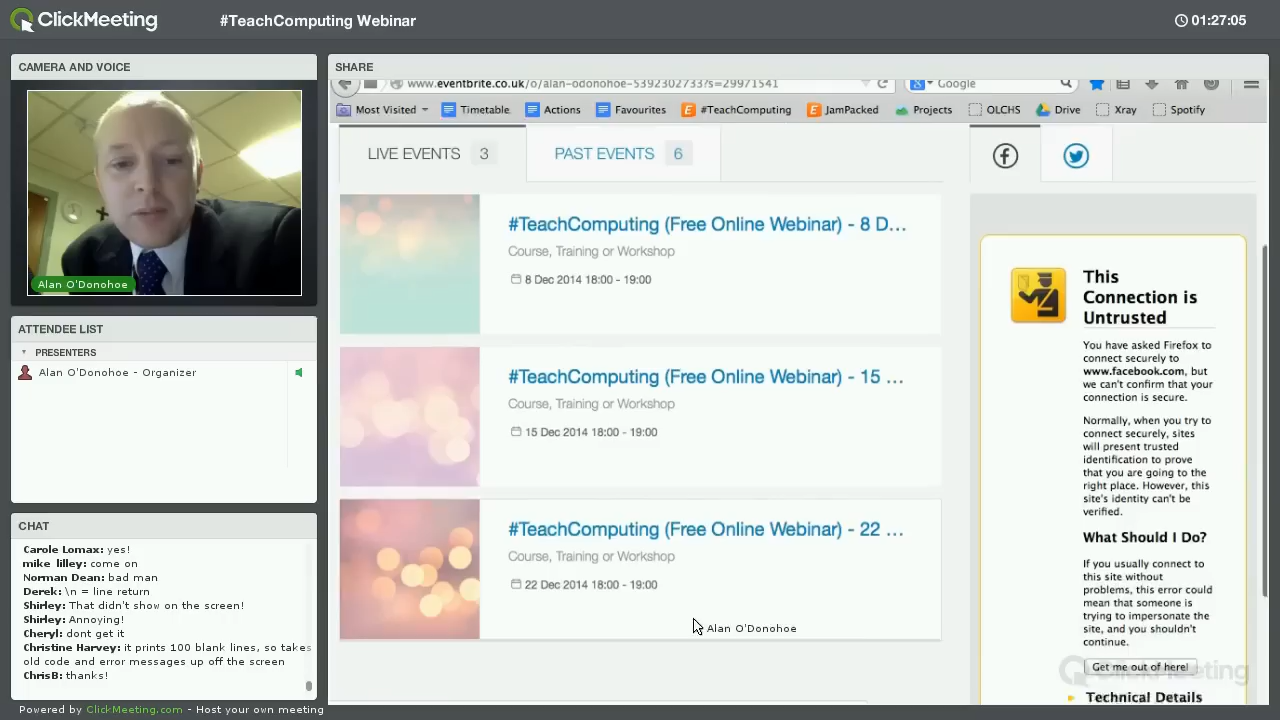 ClickMeeting
#TeachComputing Webinar
01:27:05
CAMERA AND VOICE
Alan O'Donohoe
ATTENDEE LIST
PRESENTERS
Alan O'Donohoe - Organizer
CHAT
Carole Lomax: yes!
mike lilley: come on
Norman Dean: bad man
Derek: \n = line return
Shirley: That didn't show on the screen!
Shirley: Annoying!
Cheryl: dont get it
Christine Harvey: it prints 100 blank lines, so takes
old code and error messages up off the screen
ChrisB: thanks!
Powered by ClickMeeting.com - Host your own meeting
SHARE
www.eventbrite.co.uk/o/alan-odonohoe-5392302733?s=29971541
Google
Most Visited
Timetable
Actions
Favourites
#TeachComputing
JamPacked
Projects
OLCHS
Drive
Xray
Spotify
LIVE EVENTS 3
PAST EVENTS 6
#TeachComputing (Free Online Webinar) - 8 D...
Course, Training or Workshop
8 Dec 2014 18:00 - 19:00
#TeachComputing (Free Online Webinar) - 15 ...
Course, Training or Workshop
15 Dec 2014 18:00 - 19:00
#TeachComputing (Free Online Webinar) - 22 ...
Course, Training or Workshop
22 Dec 2014 18:00 - 19:00
Alan O'Donohoe
This
Connection is
Untrusted
You have asked Firefox to
connect securely to
www.facebook.com, but
we can't confirm that your
connection is secure.
Normally, when you try to
connect securely, sites
will present trusted
identification to prove
that you are going to the
right place. However, this
site's identity can't be
verified.
What Should I Do?
If you usually connect to
this site without
problems, this error could
mean that someone is
trying to impersonate the
site, and you shouldn't
continue.
Get me out of here!
ClickMeeting
Technical Details